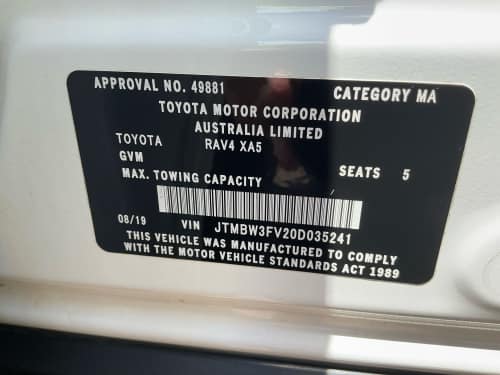 APPROVAL NO. 49881 CATEGORY MA
TOYOTA MOTOR CORPORATION
AUSTRALIA LIMITED
TOYOTA RAV4 XA5
GVM SEATS 5
MAX. TOWING CAPACITY
08/19 VIN JTMBW3FV20D035241
THIS VEHICLE WAS MANUFACTURED TO COMPLY
WITH THE MOTOR VEHICLE STANDARDS ACT 1989